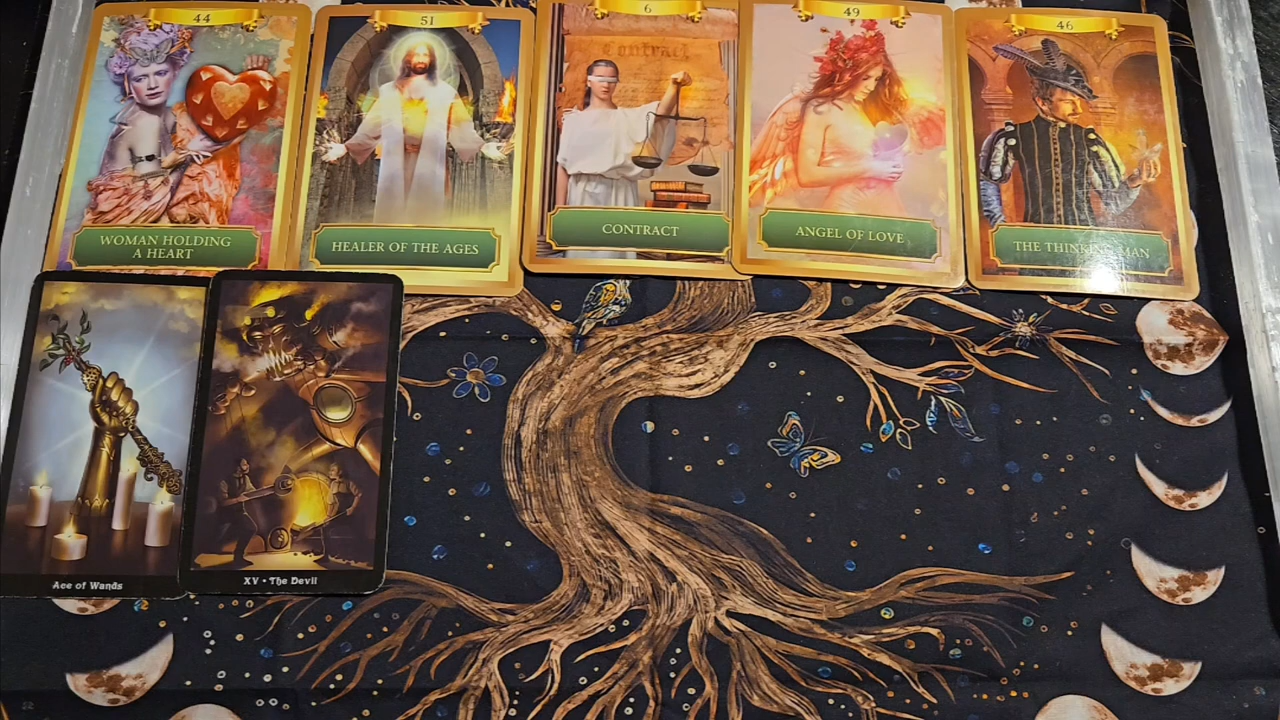 44
WOMAN HOLDING
A HEART
51
HEALER OF THE AGES
6
Contract
CONTRACT
49
ANGEL OF LOVE
46
THE THINKING MAN
Ace of Wands
XV • The Devil